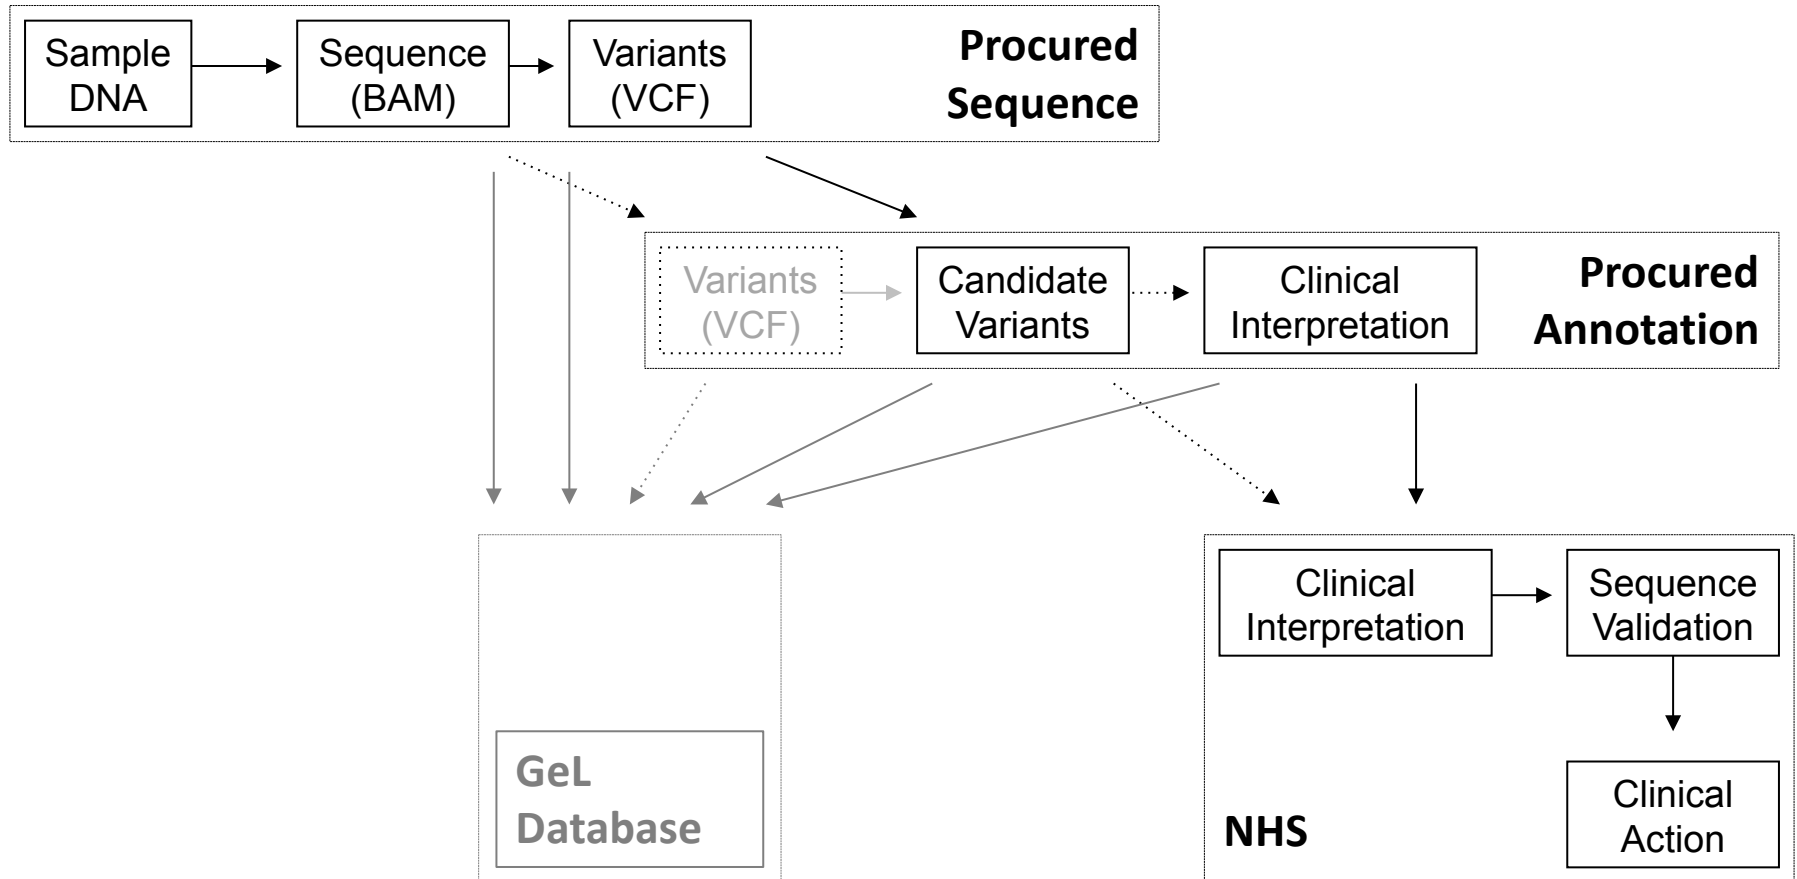 Sample
DNA
Sequence
(BAM)
Variants
(VCF)
Procured
Sequence
Variants
(VCF)
Candidate
Variants
Clinical
Interpretation
Procured
Annotation
GeL
Database
Clinical
Interpretation
Sequence
Validation
Clinical
Action
NHS